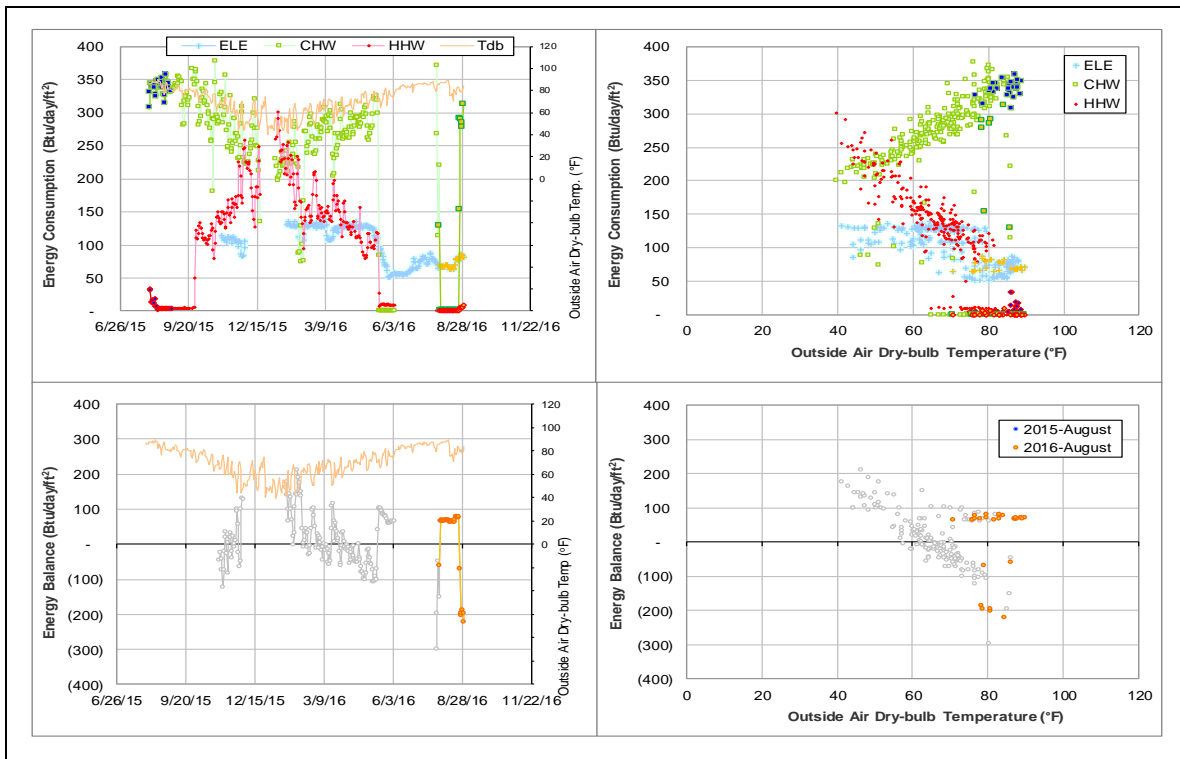 ELE CHW HHW Tdb
Energy Consumption (Btu/day/ft²)
400
350
300
250
200
150
100
50
-
120
100
80
60
40
20
0
Outside Air Dry-bulb Temp. (°F)
6/26/15 9/20/15 12/15/15 3/9/16 6/3/16 8/28/16 11/22/16
Energy Consumption (Btu/day/ft²)
400
350
300
250
200
150
100
50
-
ELE
CHW
HHW
0 20 40 60 80 100 120
Outside Air Dry-bulb Temperature (°F)
Energy Balance (Btu/day/ft²)
400
300
200
100
-
(100)
(200)
(300)
(400)
120
100
80
60
40
20
0
Outside Air Dry-bulb Temp (°F)
6/26/15 9/20/15 12/15/15 3/9/16 6/3/16 8/28/16 11/22/16
Energy Balance (Btu/day/ft²)
400
300
200
100
-
(100)
(200)
(300)
(400)
2015-August
2016-August
0 20 40 60 80 100 120
Outside Air Dry-bulb Temperature (°F)